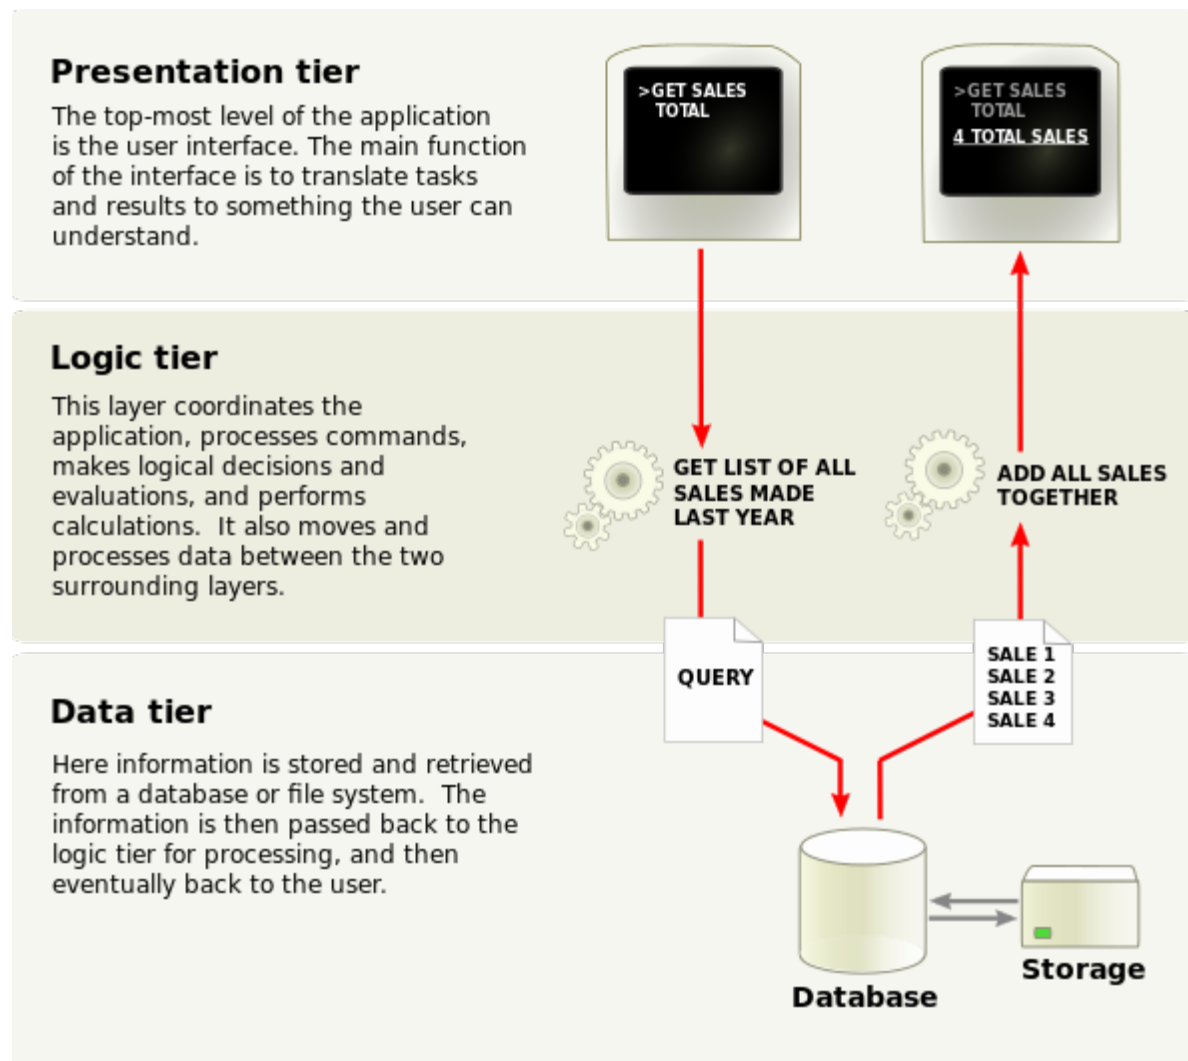 Presentation tier
The top-most level of the application
is the user interface. The main function
of the interface is to translate tasks
and results to something the user can
understand.
>GET SALES
TOTAL
>GET SALES
TOTAL
4 TOTAL SALES
Logic tier
This layer coordinates the
application, processes commands,
makes logical decisions and
evaluations, and performs
calculations.  It also moves and
processes data between the two
surrounding layers.
GET LIST OF ALL
SALES MADE
LAST YEAR
ADD ALL SALES
TOGETHER
QUERY
SALE 1
SALE 2
SALE 3
SALE 4
Data tier
Here information is stored and retrieved
from a database or file system.  The
information is then passed back to the
logic tier for processing, and then
eventually back to the user.
Database
Storage